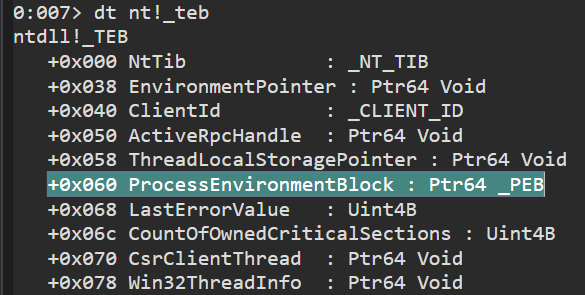 0:007> dt nt!_teb
ntdll!_TEB
+0x000 NtTib : _NT_TIB
+0x038 EnvironmentPointer : Ptr64 Void
+0x040 ClientId : _CLIENT_ID
+0x050 ActiveRpcHandle : Ptr64 Void
+0x058 ThreadLocalStoragePointer : Ptr64 Void
+0x060 ProcessEnvironmentBlock : Ptr64 _PEB
+0x068 LastErrorValue : Uint4B
+0x06c CountOfOwnedCriticalSections : Uint4B
+0x070 CsrClientThread : Ptr64 Void
+0x078 Win32ThreadInfo : Ptr64 Void